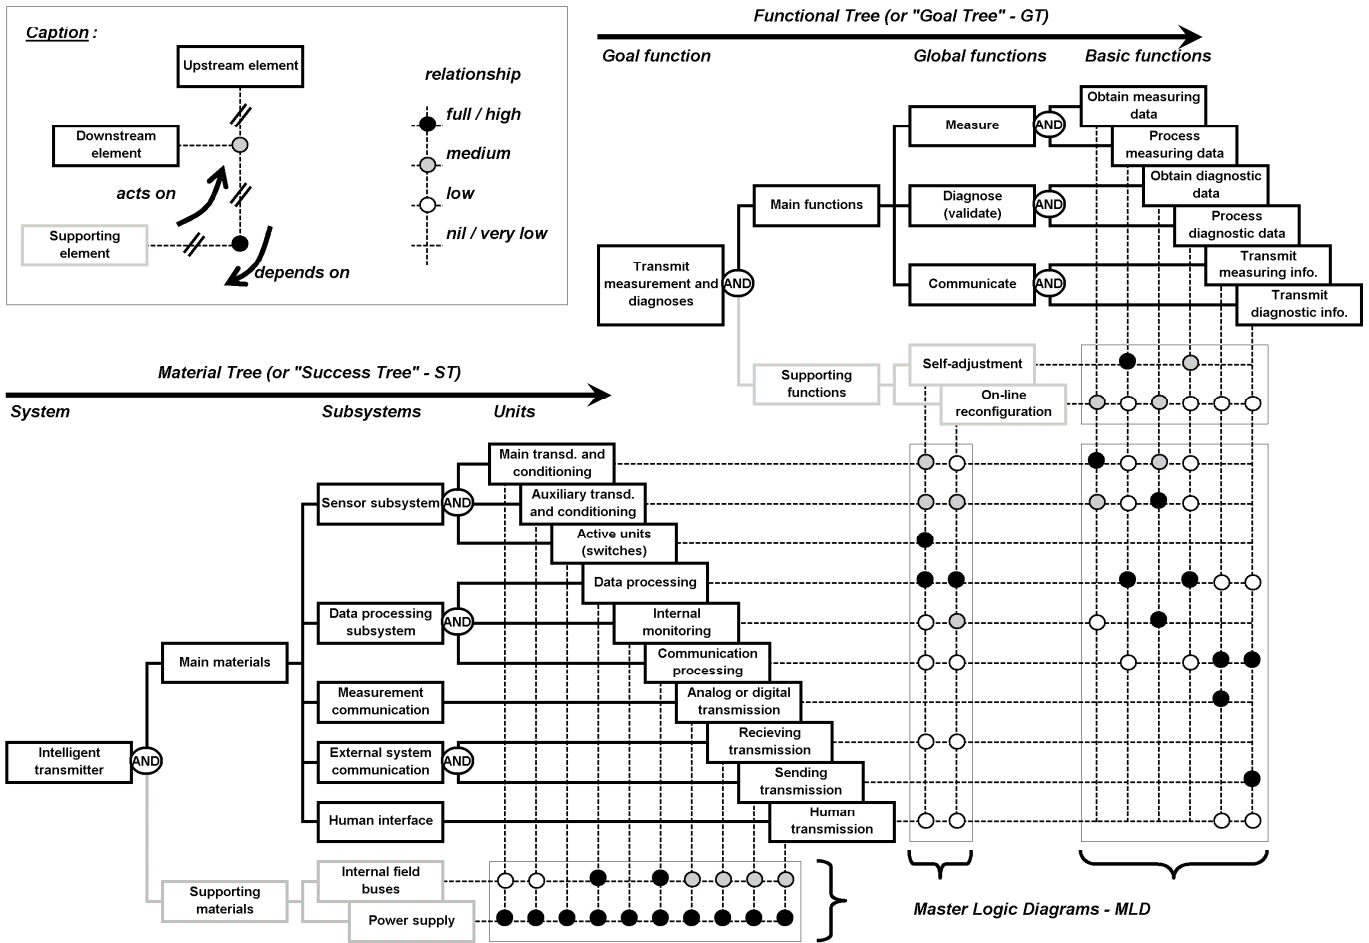 Caption :
Upstream element
Downstream
element
acts on
Supporting
element
depends on
relationship
full / high
medium
low
nil / very low
Functional Tree (or "Goal Tree" - GT)
Goal function
Global functions
Basic functions
Obtain measuring
data
Measure
AND
Process
measuring data
Obtain diagnostic
data
Main functions
Diagnose
(validate)
AND
Process
diagnostic data
Transmit
measurement and
diagnoses
AND
Transmit
measuring info.
Communicate
AND
Transmit
diagnostic info.
Supporting
functions
Self-adjustment
On-line
reconfiguration
Material Tree (or "Success Tree" - ST)
System
Subsystems
Units
Main transd. and
conditioning
Sensor subsystem
AND
Auxiliary transd.
and conditioning
Active units
(switches)
Data processing
Data processing
subsystem
AND
Internal
monitoring
Main materials
Communication
processing
Measurement
communication
Analog or digital
transmission
Intelligent
transmitter
AND
External system
communication
AND
Recieving
transmission
Sending
transmission
Human interface
Human
transmission
Supporting
materials
Internal field
buses
Power supply
Master Logic Diagrams - MLD